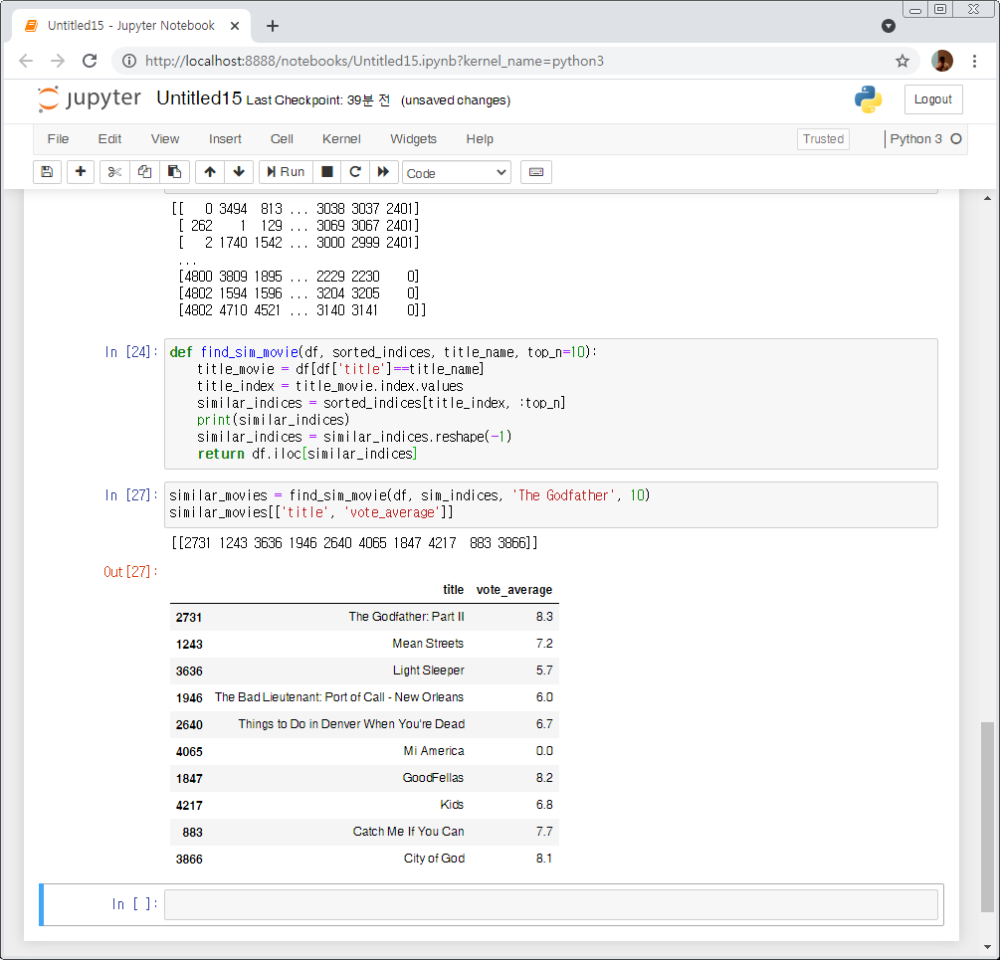 Untitled15 - Jupyter Notebook
http://localhost:8888/notebooks/Untitled15.ipynb?kernel_name=python3
jupyter Untitled15 Last Checkpoint: 39분 전 (unsaved changes) Logout
File Edit View Insert Cell Kernel Widgets Help Trusted Python 3
Run Code
[[   0 3494  813 ... 3038 3037 2401]
 [ 262    1  129 ... 3069 3067 2401]
 [   2 1740 1542 ... 3000 2999 2401]
 ...
 [4800 3809 1895 ... 2229 2230    0]
 [4802 1594 1596 ... 3204 3205    0]
 [4802 4710 4521 ... 3140 3141    0]]
In [24]: def find_sim_movie(df, sorted_indices, title_name, top_n=10):
    title_movie = df[df['title']==title_name]
    title_index = title_movie.index.values
    similar_indices = sorted_indices[title_index, :top_n]
    print(similar_indices)
    similar_indices = similar_indices.reshape(-1)
    return df.iloc[similar_indices]
In [27]: similar_movies = find_sim_movie(df, sim_indices, 'The Godfather', 10)
similar_movies[['title', 'vote_average']]
[[2731 1243 3636 1946 2640 4065 1847 4217  883 3866]]
Out[27]:
title vote_average
2731 The Godfather: Part II 8.3
1243 Mean Streets 7.2
3636 Light Sleeper 5.7
1946 The Bad Lieutenant: Port of Call - New Orleans 6.0
2640 Things to Do in Denver When You're Dead 6.7
4065 Mi America 0.0
1847 GoodFellas 8.2
4217 Kids 6.8
883 Catch Me If You Can 7.7
3866 City of God 8.1
In [ ]: